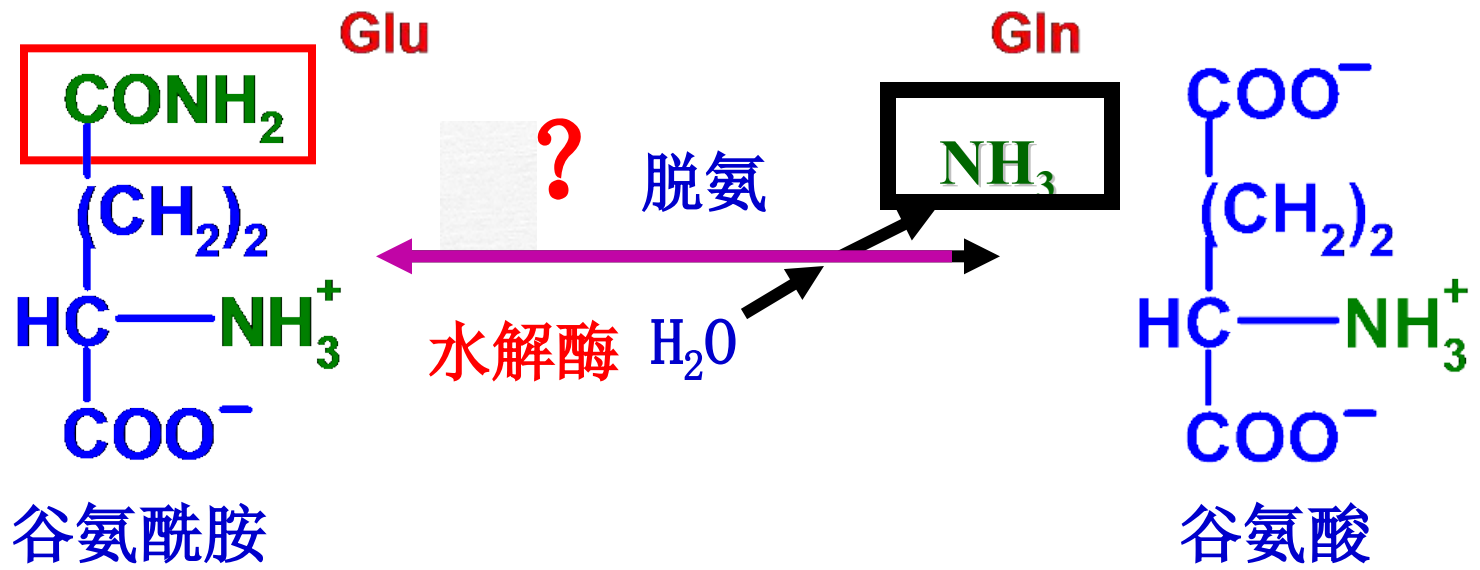 Glu
Gln
CONH₂
(CH₂)₂
HC—NH₃⁺
COO⁻
谷氨酰胺
?
脱氨
NH₃
水解酶
H₂O
COO⁻
(CH₂)₂
HC—NH₃⁺
COO⁻
谷氨酸